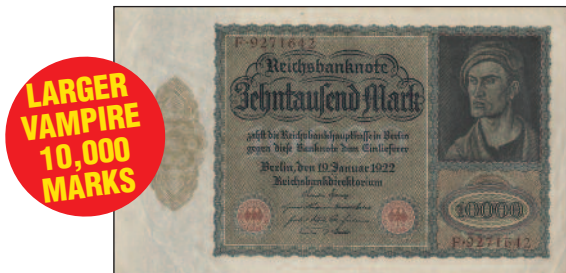 LARGER
VAMPIRE
10,000
MARKS
F·9271642
Reichsbanknote
Zehntausend Mark
zahlt die Reichsbankhauptkasse in Berlin
gegen diese Banknote dem Einlieferer
Berlin, den 19. Januar 1922
Reichsbankdirektorium
10000
F·9271642